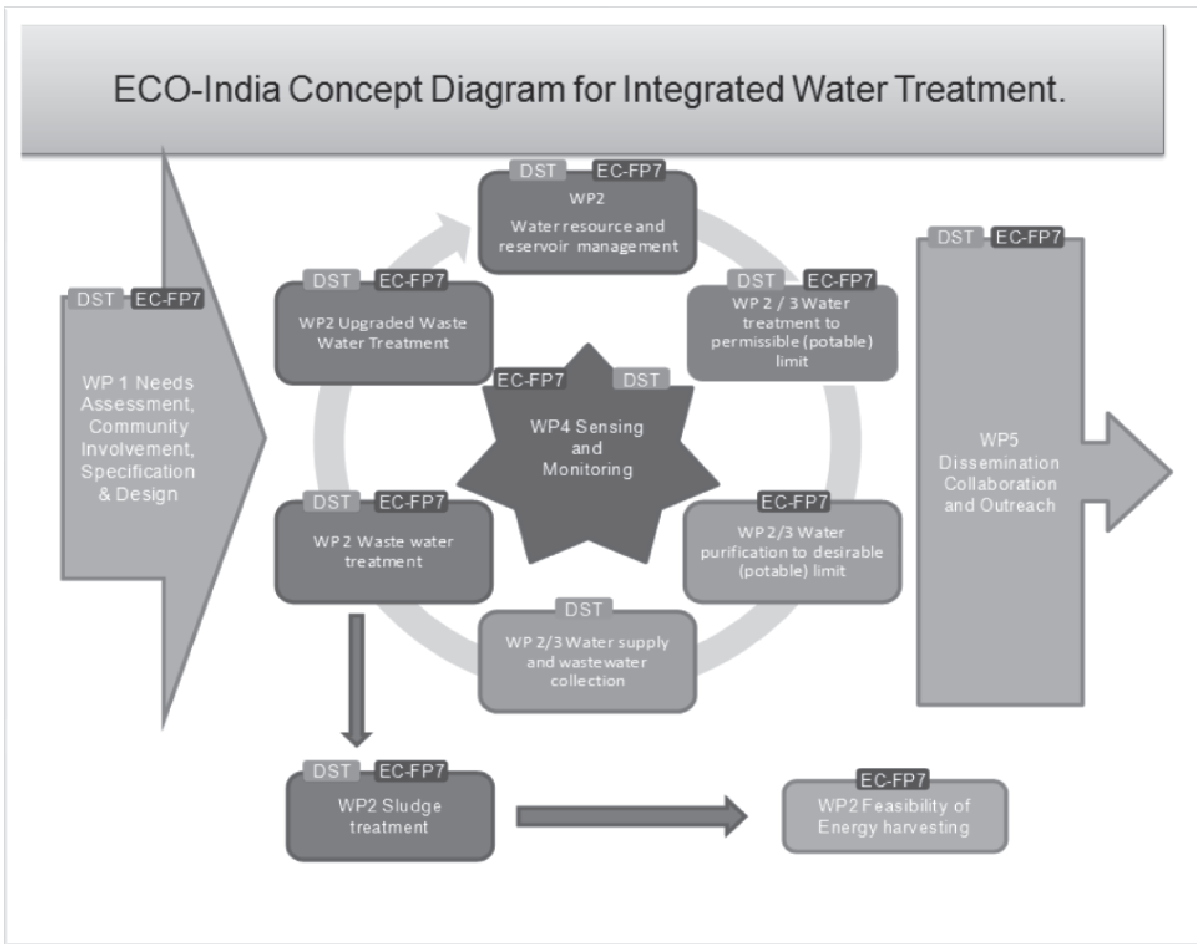 ECO-India Concept Diagram for Integrated Water Treatment.
DST EC-FP7
WP 1 Needs
Assessment,
Community
Involvement,
Specification
& Design
DST EC-FP7
WP2
Water resource and
reservoir management
DST EC-FP7
WP 2 / 3 Water
treatment to
permissible (potable)
limit
EC-FP7
WP 2/3 Water
purification to desirable
(potable) limit
DST
WP 2/3 Water supply
and wastewater
collection
DST EC-FP7
WP2 Waste water
treatment
DST EC-FP7
WP2 Upgraded Waste
Water Treatment
EC-FP7 DST
WP4 Sensing
and
Monitoring
DST EC-FP7
WP5
Dissemination
Collaboration
and Outreach
DST EC-FP7
WP2 Sludge
treatment
EC-FP7
WP2 Feasibility of
Energy harvesting